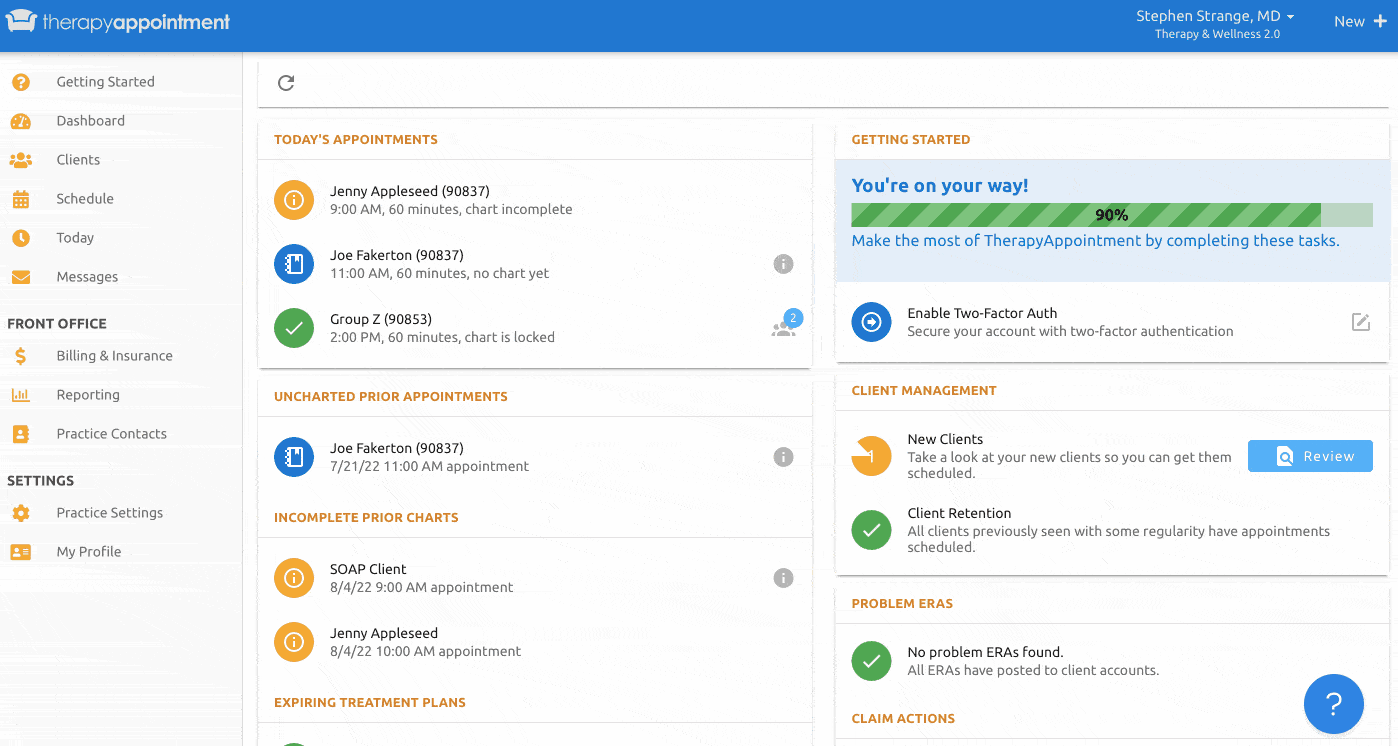 therapyappointment
Stephen Strange, MD
Therapy & Wellness 2.0
New
Getting Started
Dashboard
Clients
Schedule
Today
Messages
FRONT OFFICE
Billing & Insurance
Reporting
Practice Contacts
SETTINGS
Practice Settings
My Profile
TODAY'S APPOINTMENTS
Jenny Appleseed (90837)
9:00 AM, 60 minutes, chart incomplete
Joe Fakerton (90837)
11:00 AM, 60 minutes, no chart yet
Group Z (90853)
2:00 PM, 60 minutes, chart is locked
2
UNCHARTED PRIOR APPOINTMENTS
Joe Fakerton (90837)
7/21/22 11:00 AM appointment
INCOMPLETE PRIOR CHARTS
SOAP Client
8/4/22 9:00 AM appointment
Jenny Appleseed
8/4/22 10:00 AM appointment
EXPIRING TREATMENT PLANS
GETTING STARTED
You're on your way!
90%
Make the most of TherapyAppointment by completing these tasks.
Enable Two-Factor Auth
Secure your account with two-factor authentication
CLIENT MANAGEMENT
1
New Clients
Take a look at your new clients so you can get them
scheduled.
Review
Client Retention
All clients previously seen with some regularity have appointments
scheduled.
PROBLEM ERAS
No problem ERAs found.
All ERAs have posted to client accounts.
CLAIM ACTIONS
?